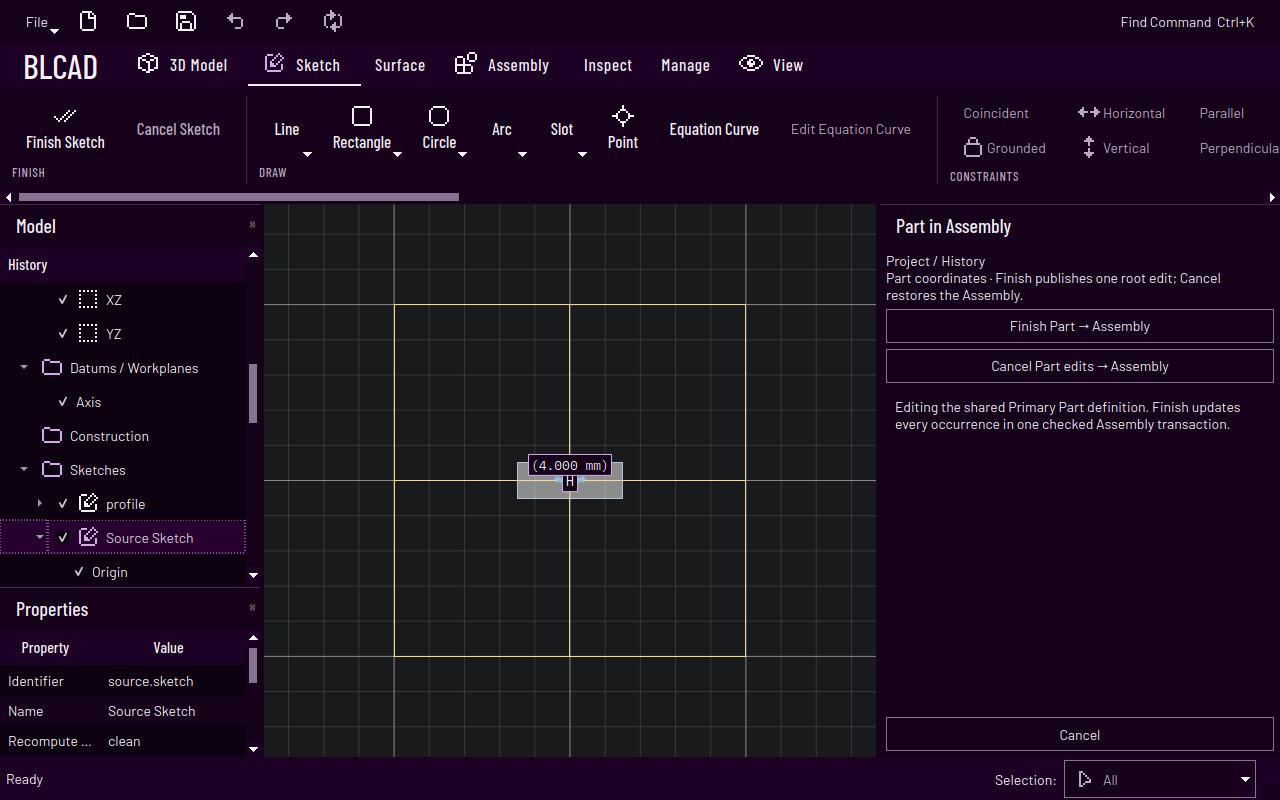 File
Find Command Ctrl+K
BLCAD
3D Model
Sketch
Surface
Assembly
Inspect
Manage
View
Finish Sketch
Cancel Sketch
FINISH
Line
Rectangle
Circle
Arc
Slot
Point
Equation Curve
Edit Equation Curve
DRAW
Coincident
Horizontal
Parallel
Grounded
Vertical
Perpendicula
CONSTRAINTS
Model
History
XZ
YZ
Datums / Workplanes
Axis
Construction
Sketches
profile
Source Sketch
Origin
Properties
Property Value
Identifier source.sketch
Name Source Sketch
Recompute ... clean
(4.000 mm)
H
Part in Assembly
Project / History
Part coordinates · Finish publishes one root edit; Cancel
restores the Assembly.
Finish Part → Assembly
Cancel Part edits → Assembly
Editing the shared Primary Part definition. Finish updates
every occurrence in one checked Assembly transaction.
Cancel
Ready
Selection: All